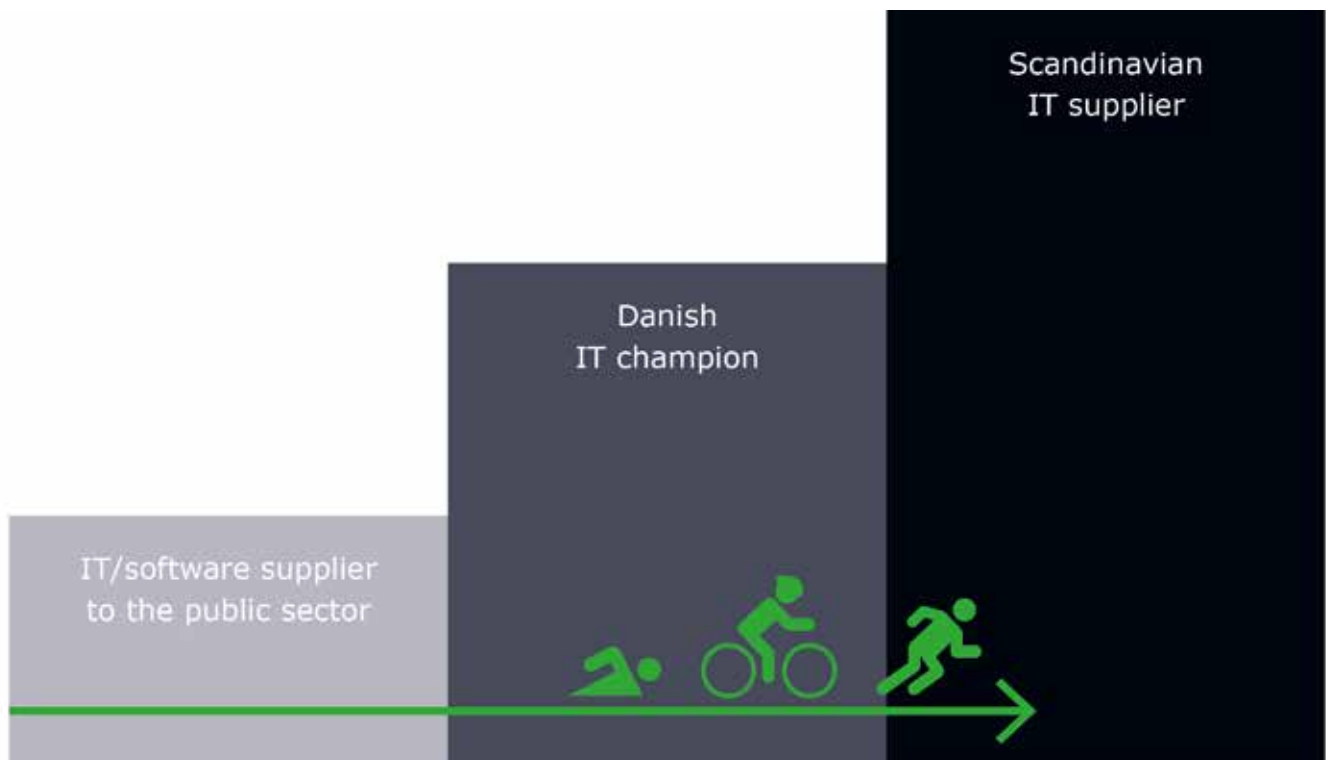 Scandinavian
IT supplier
Danish
IT champion
IT/software supplier
to the public sector